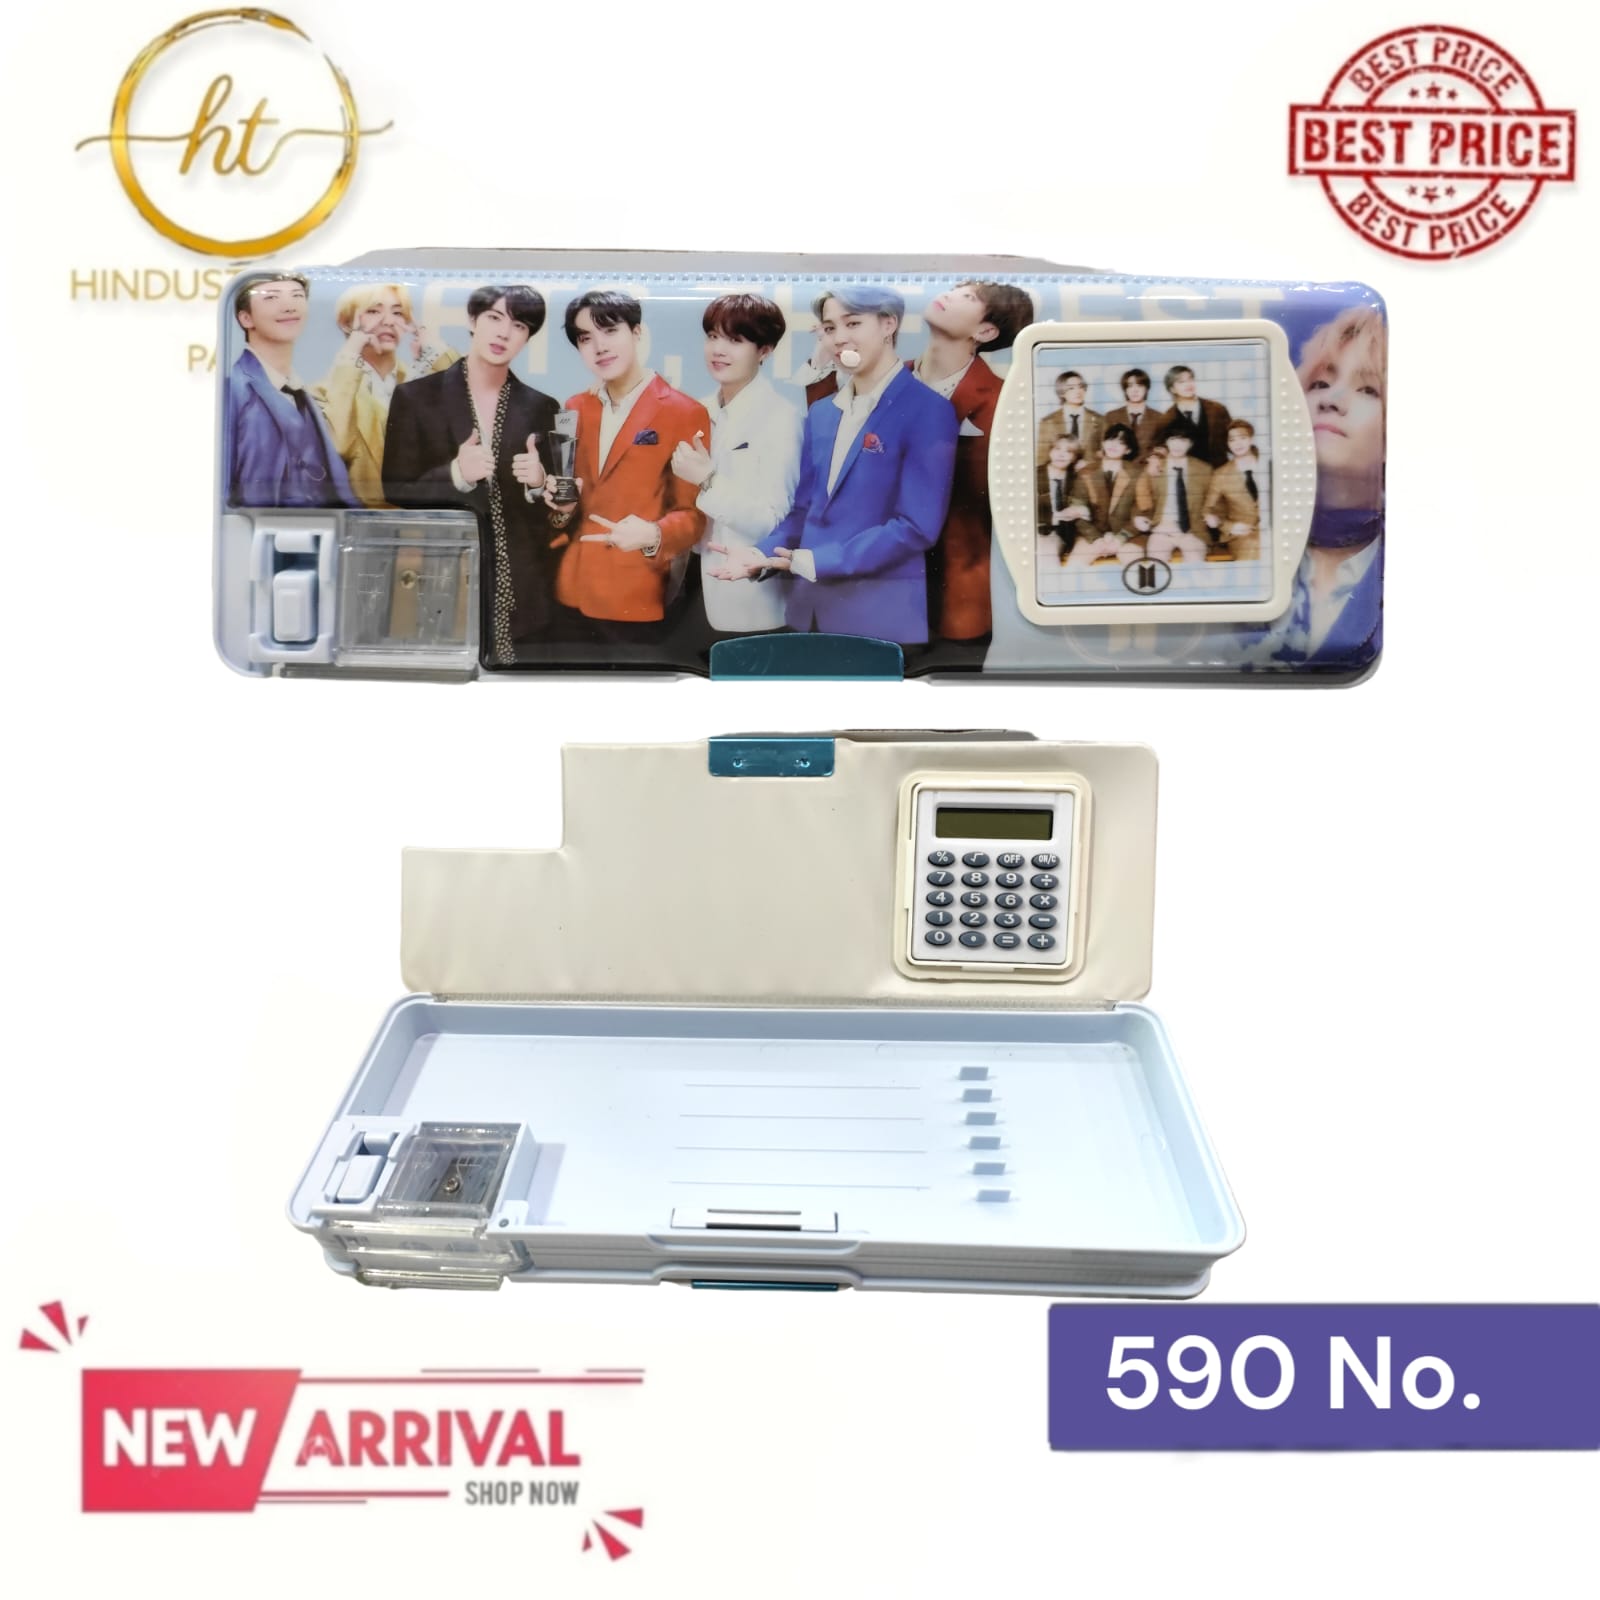 ht
HINDUS
PA
BEST PRICE
BEST PRICE
BEST PRICE
% √ OFF ON/C
7 8 9 ÷
4 5 6 ×
1 2 3 −
0 • = +
590 No.
NEW ARRIVAL
SHOP NOW